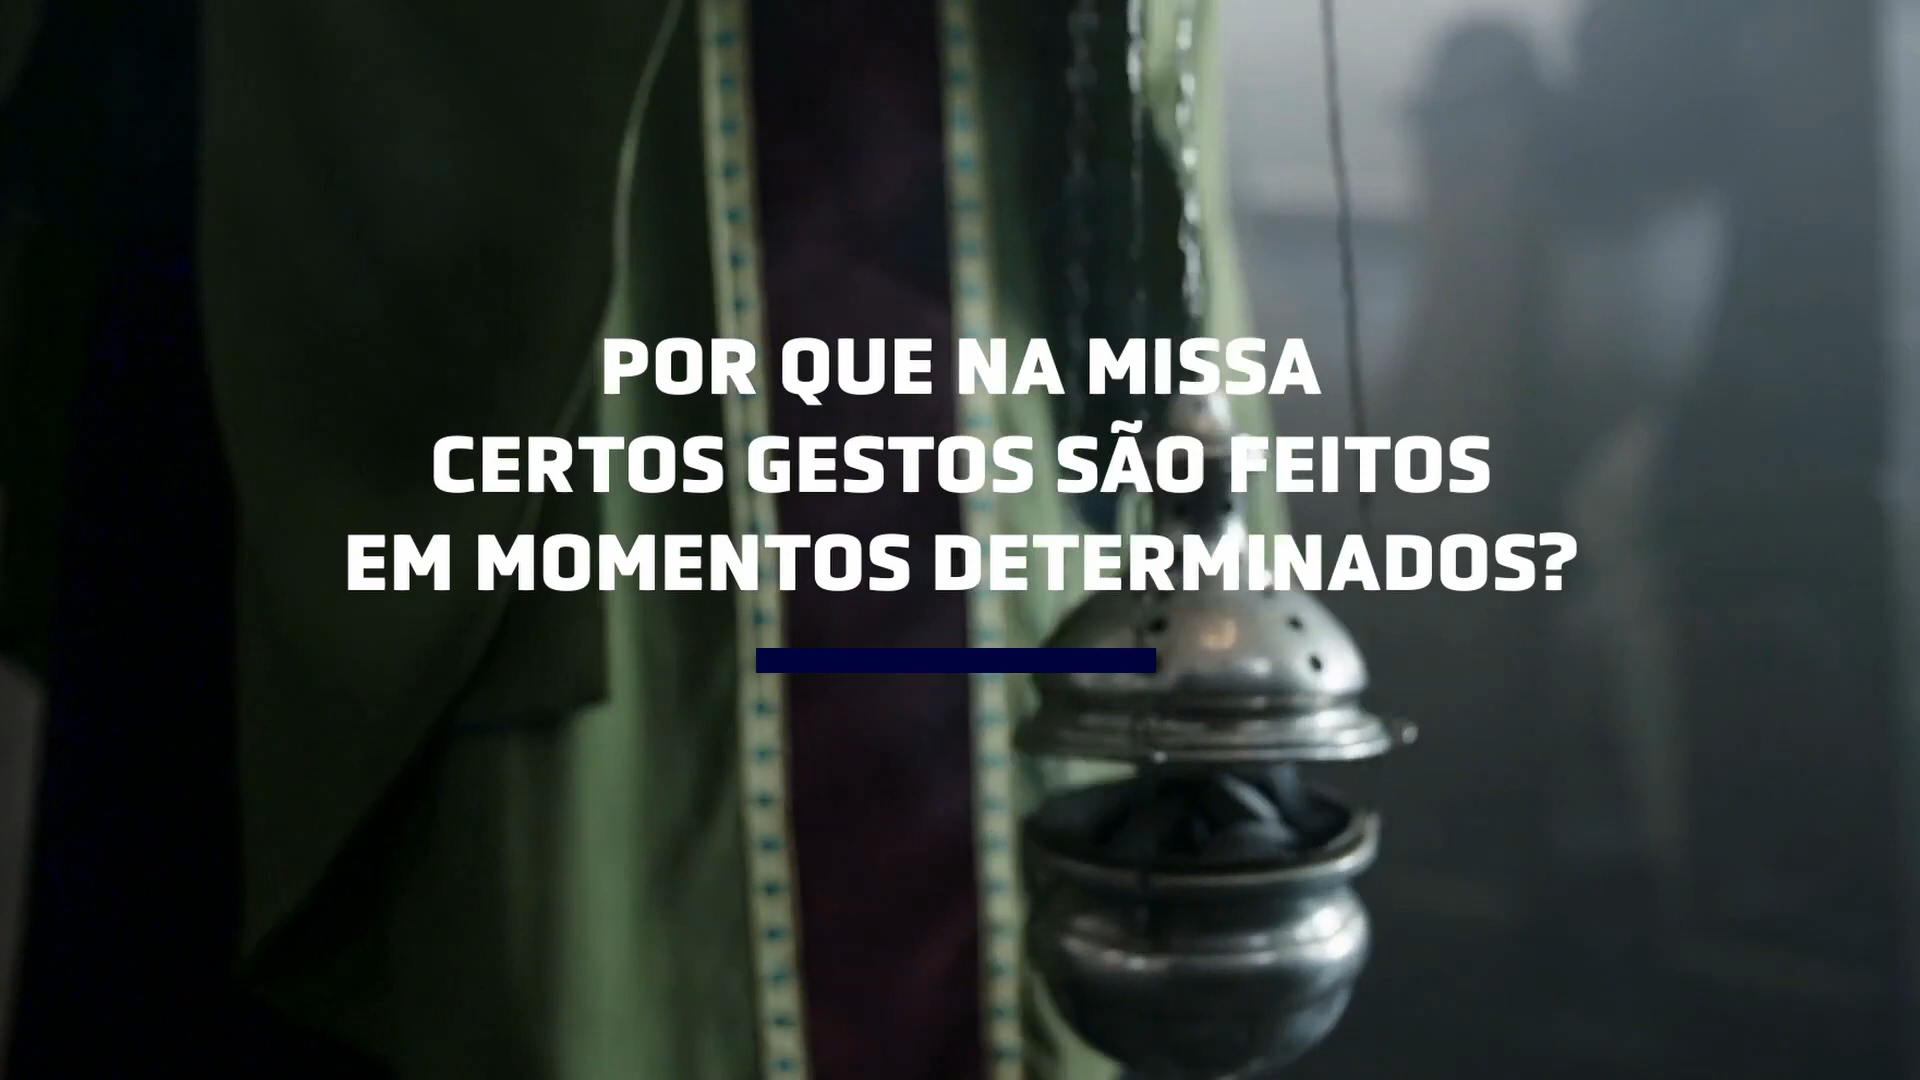 POR QUE NA MISSA
CERTOS GESTOS SÃO FEITOS
EM MOMENTOS DETERMINADOS?